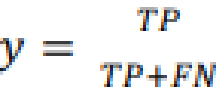 y = TP
TP+FN